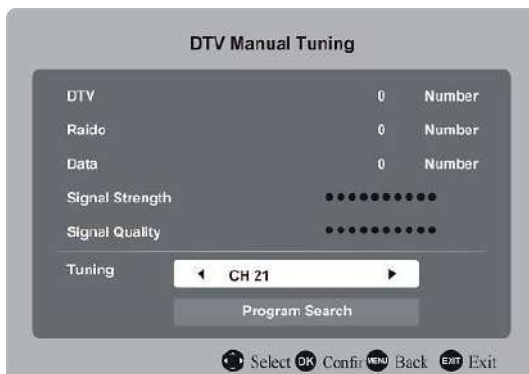 DTV Manual Tuning
DTV 0 Number
Raido 0 Number
Data 0 Number
Signal Strength
Signal Quality
Tuning CH 21
Program Search
Select OK Confir MENU Back EXIT Exit